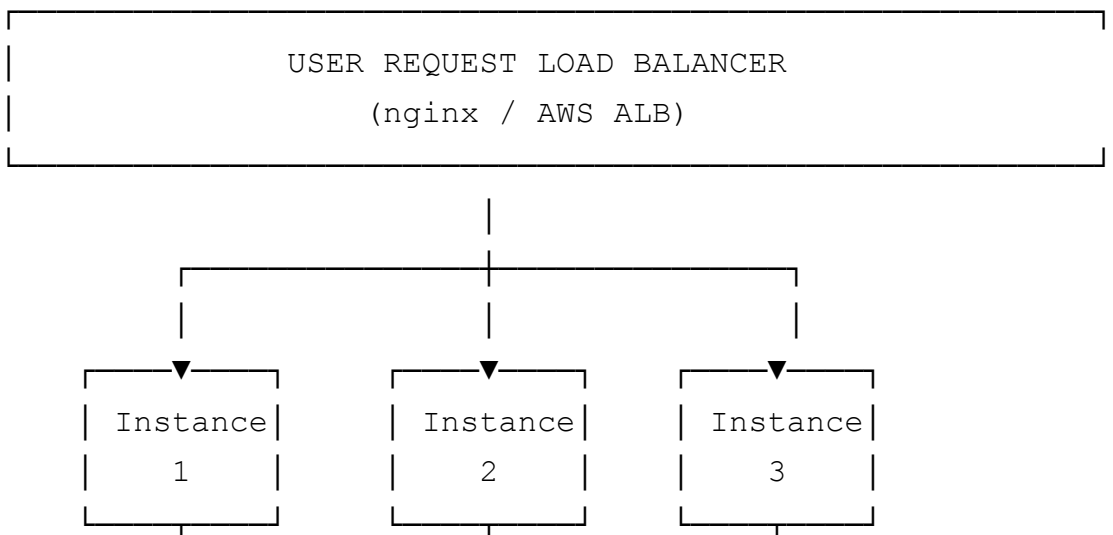 USER REQUEST LOAD BALANCER
(nginx / AWS ALB)
Instance Instance Instance
1 2 3